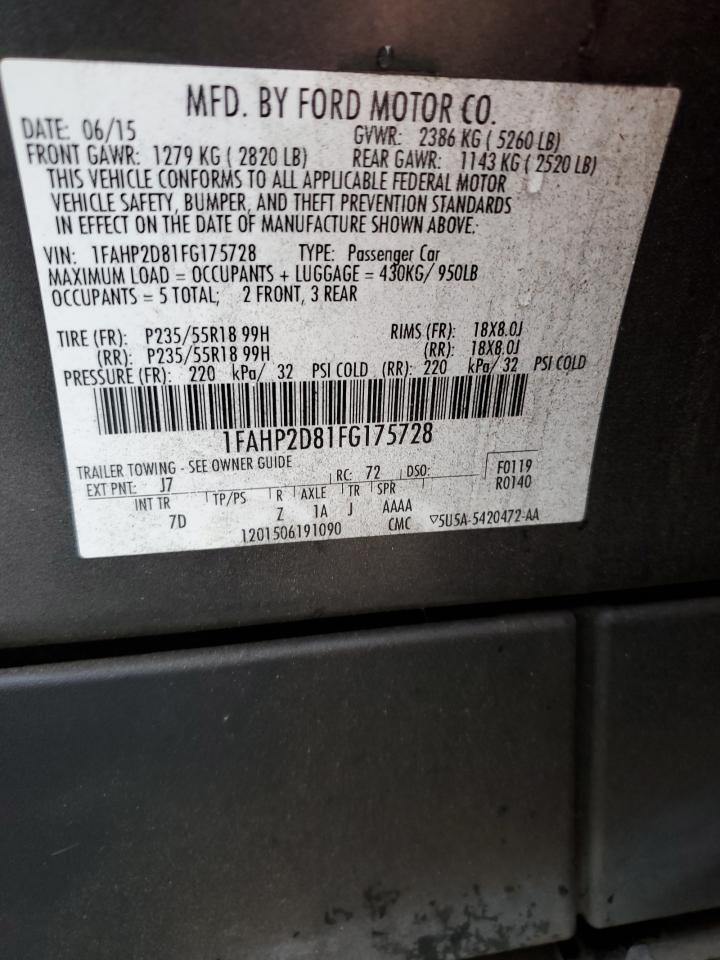 MFD. BY FORD MOTOR CO.
DATE: 06/15 GVWR: 2386 KG ( 5260 LB)
FRONT GAWR: 1279 KG ( 2820 LB) REAR GAWR: 1143 KG ( 2520 LB)
THIS VEHICLE CONFORMS TO ALL APPLICABLE FEDERAL MOTOR
VEHICLE SAFETY, BUMPER, AND THEFT PREVENTION STANDARDS
IN EFFECT ON THE DATE OF MANUFACTURE SHOWN ABOVE.
VIN: 1FAHP2D81FG175728 TYPE: Passenger Car
MAXIMUM LOAD = OCCUPANTS + LUGGAGE = 430KG/ 950LB
OCCUPANTS = 5 TOTAL; 2 FRONT, 3 REAR
TIRE (FR): P235/55R18 99H RIMS (FR): 18X8.0J
(RR): P235/55R18 99H (RR): 18X8.0J
PRESSURE (FR): 220 kPa/ 32 PSI COLD (RR): 220 kPa/ 32 PSI COLD
1FAHP2D81FG175728
TRAILER TOWING - SEE OWNER GUIDE F0119
EXT PNT: J7 RC: 72 DSO: R0140
INT TR TP/PS R AXLE TR SPR
7D Z 1A J AAAA
1201506191090 CMC ▽5U5A-5420472-AA